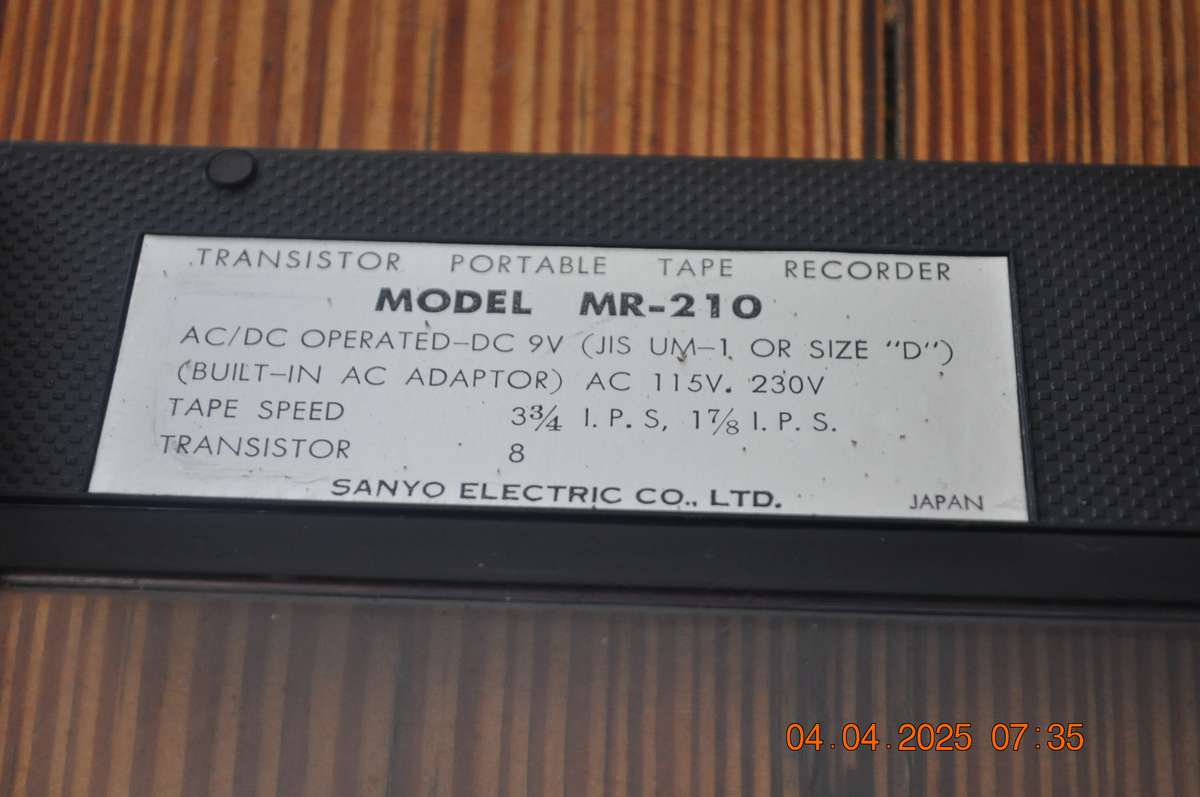 TRANSISTOR PORTABLE TAPE RECORDER
MODEL MR-210
AC/DC OPERATED-DC 9V (JIS UM-1 OR SIZE "D")
(BUILT-IN AC ADAPTOR) AC 115V. 230V
TAPE SPEED 3¾ I.P.S, 1⅞ I.P.S.
TRANSISTOR 8
SANYO ELECTRIC CO., LTD. JAPAN
04.04.2025 07:35